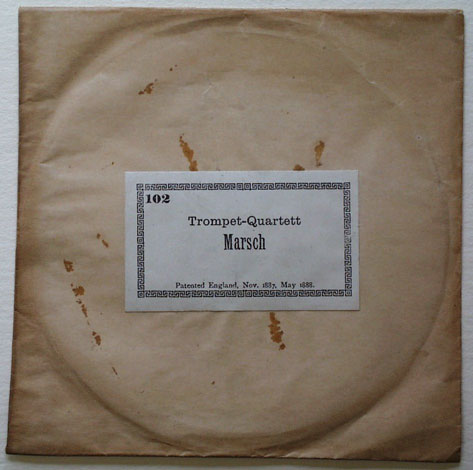 102
Trompet-Quartett
Marsch
Patented England, Nov. 1887, May 1888.